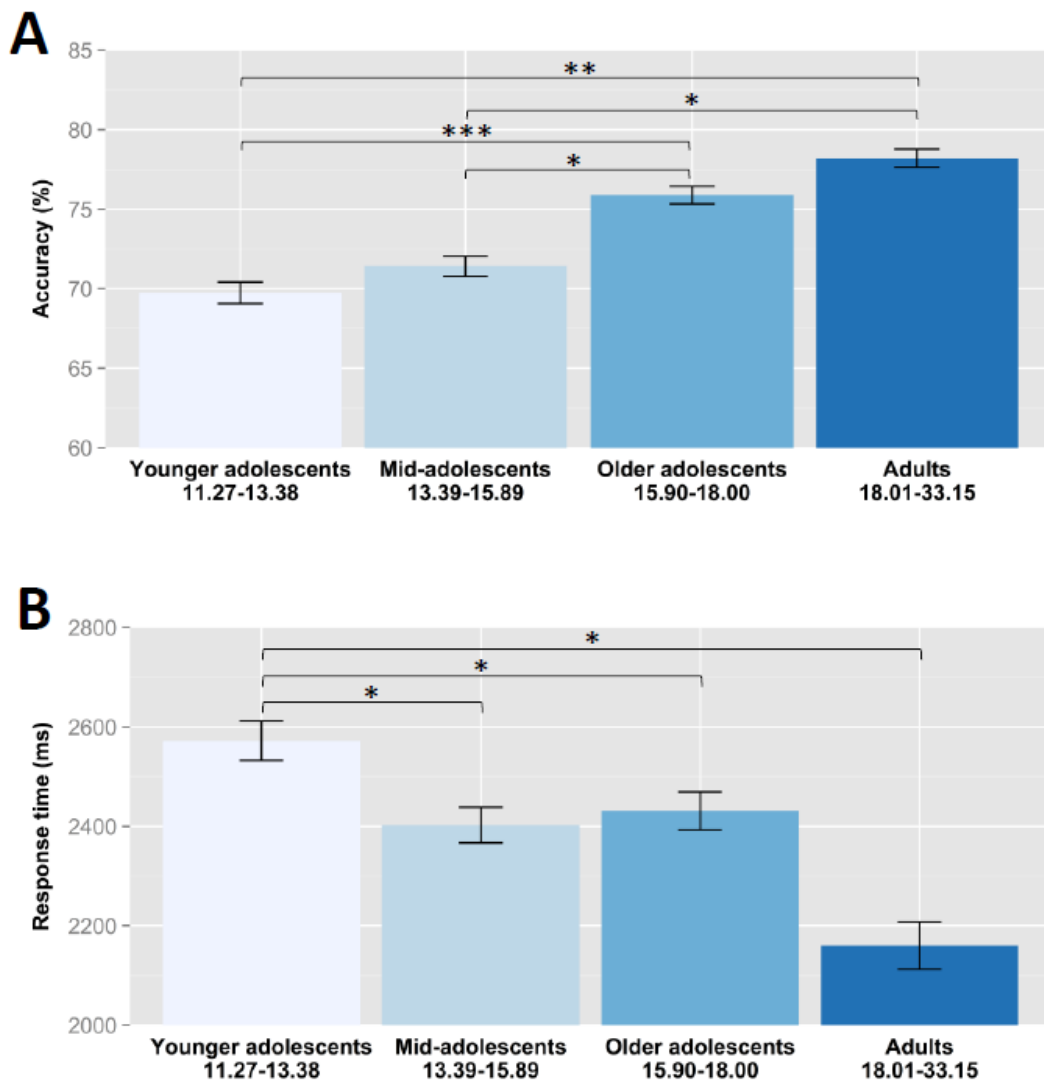 A
85
80
75
70
65
60
Accuracy (%)
**
*
***
*
Younger adolescents
11.27-13.38
Mid-adolescents
13.39-15.89
Older adolescents
15.90-18.00
Adults
18.01-33.15
B
2800
2600
2400
2200
2000
Response time (ms)
*
*
*
Younger adolescents
11.27-13.38
Mid-adolescents
13.39-15.89
Older adolescents
15.90-18.00
Adults
18.01-33.15